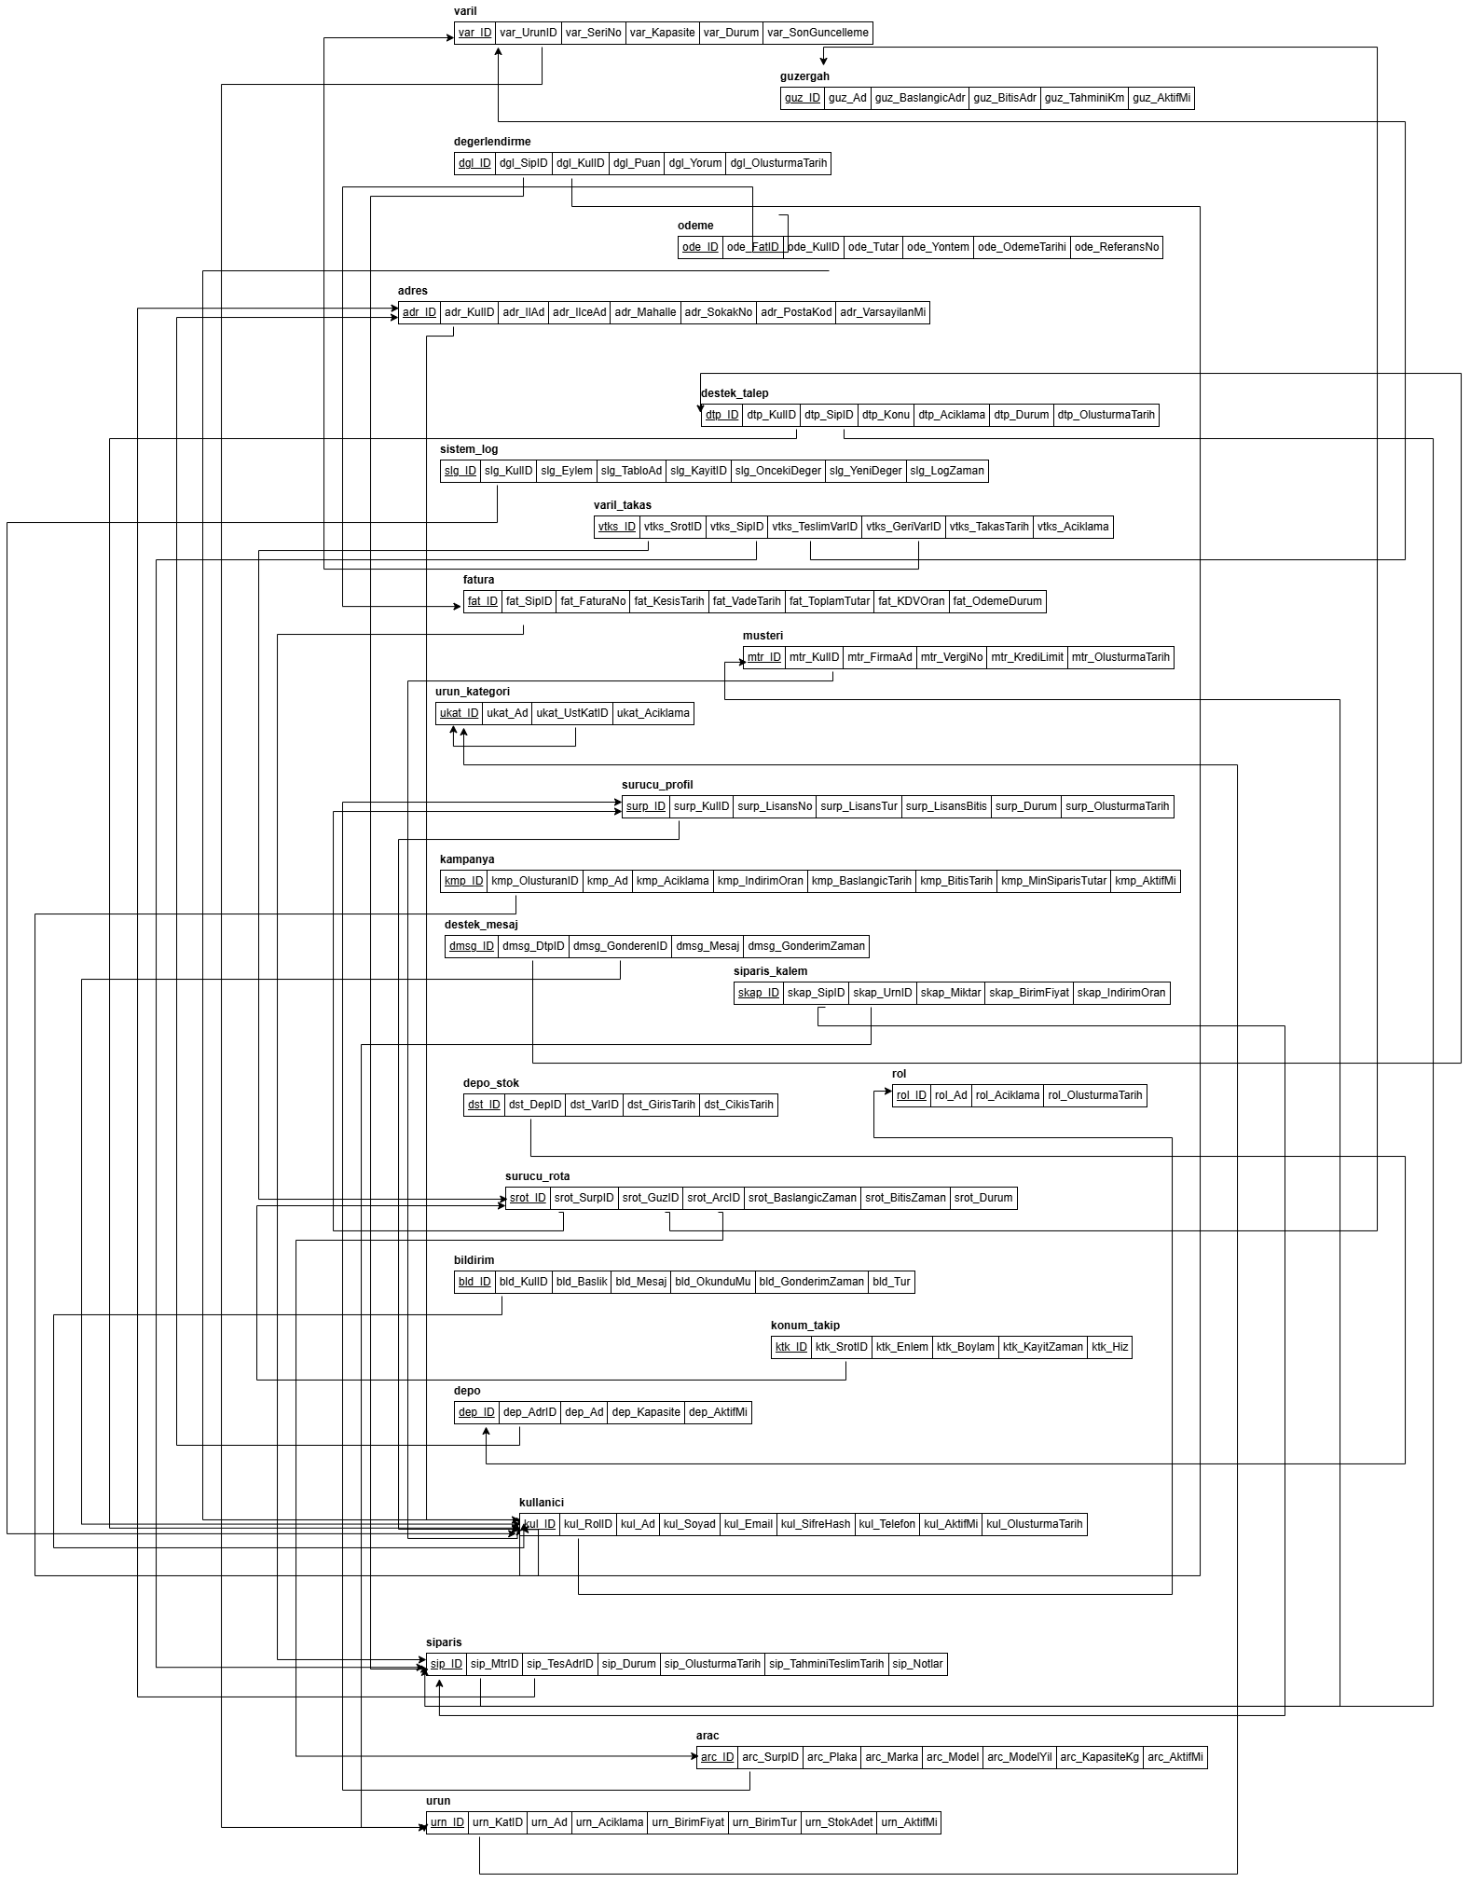 varil
var_ID var_UrunID var_SeriNo var_Kapasite var_Durum var_SonGuncelleme
guzergah
guz_ID guz_Ad guz_BaslangicAdr guz_BitisAdr guz_TahminiKm guz_AktifMi
degerlendirme
dgl_ID dgl_SipID dgl_KulID dgl_Puan dgl_Yorum dgl_OlusturmaTarih
odeme
ode_ID ode_FatID ode_KulID ode_Tutar ode_Yontem ode_OdemeTarihi ode_ReferansNo
adres
adr_ID adr_KulID adr_IlAd adr_IlceAd adr_Mahalle adr_SokakNo adr_PostaKod adr_VarsayilanMi
destek_talep
dtp_ID dtp_KulID dtp_SipID dtp_Konu dtp_Aciklama dtp_Durum dtp_OlusturmaTarih
sistem_log
slg_ID slg_KulID slg_Eylem slg_TabloAd slg_KayitID slg_OncekiDeger slg_YeniDeger slg_LogZaman
varil_takas
vtks_ID vtks_SrotID vtks_SipID vtks_TeslimVarID vtks_GeriVarID vtks_TakasTarih vtks_Aciklama
fatura
fat_ID fat_SipID fat_FaturaNo fat_KesisTarih fat_VadeTarih fat_ToplamTutar fat_KDVOran fat_OdemeDurum
musteri
mtr_ID mtr_KulID mtr_FirmaAd mtr_VergiNo mtr_KrediLimit mtr_OlusturmaTarih
urun_kategori
ukat_ID ukat_Ad ukat_UstKatID ukat_Aciklama
surucu_profil
surp_ID surp_KulID surp_LisansNo surp_LisansTur surp_LisansBitis surp_Durum surp_OlusturmaTarih
kampanya
kmp_ID kmp_OlusturanID kmp_Ad kmp_Aciklama kmp_IndirimOran kmp_BaslangicTarih kmp_BitisTarih kmp_MinSiparisTutar kmp_AktifMi
destek_mesaj
dmsg_ID dmsg_DtpID dmsg_GonderenID dmsg_Mesaj dmsg_GonderimZaman
siparis_kalem
skap_ID skap_SipID skap_UrnID skap_Miktar skap_BirimFiyat skap_IndirimOran
rol
rol_ID rol_Ad rol_Aciklama rol_OlusturmaTarih
depo_stok
dst_ID dst_DepID dst_VarID dst_GirisTarih dst_CikisTarih
surucu_rota
srot_ID srot_SurpID srot_GuzID srot_ArcID srot_BaslangicZaman srot_BitisZaman srot_Durum
bildirim
bld_ID bld_KulID bld_Baslik bld_Mesaj bld_OkunduMu bld_GonderimZaman bld_Tur
konum_takip
ktk_ID ktk_SrotID ktk_Enlem ktk_Boylam ktk_KayitZaman ktk_Hiz
depo
dep_ID dep_AdrID dep_Ad dep_Kapasite dep_AktifMi
kullanici
kul_ID kul_RolID kul_Ad kul_Soyad kul_Email kul_SifreHash kul_Telefon kul_AktifMi kul_OlusturmaTarih
siparis
sip_ID sip_MtrID sip_TesAdrID sip_Durum sip_OlusturmaTarih sip_TahminiTeslimTarih sip_Notlar
arac
arc_ID arc_SurpID arc_Plaka arc_Marka arc_Model arc_ModelYil arc_KapasiteKg arc_AktifMi
urun
urn_ID urn_KatID urn_Ad urn_Aciklama urn_BirimFiyat urn_BirimTur urn_StokAdet urn_AktifMi